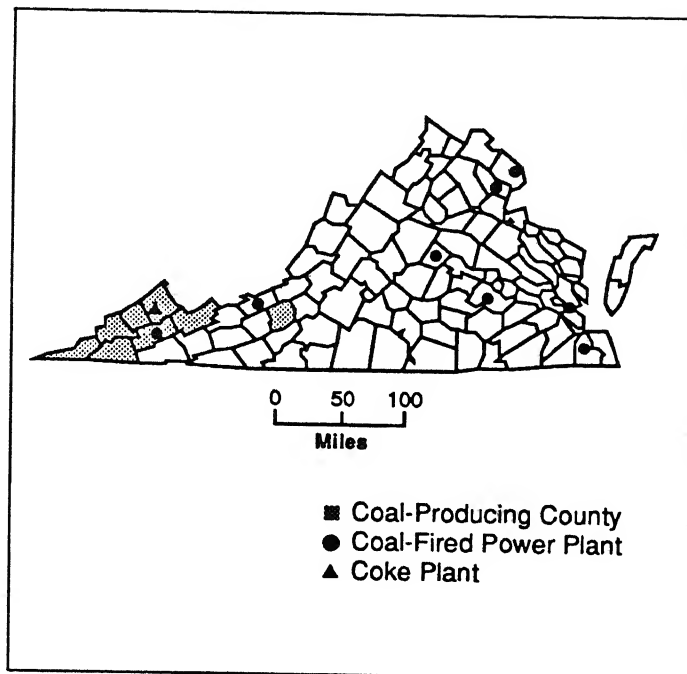 0 50 100
Miles
Coal-Producing County
Coal-Fired Power Plant
Coke Plant